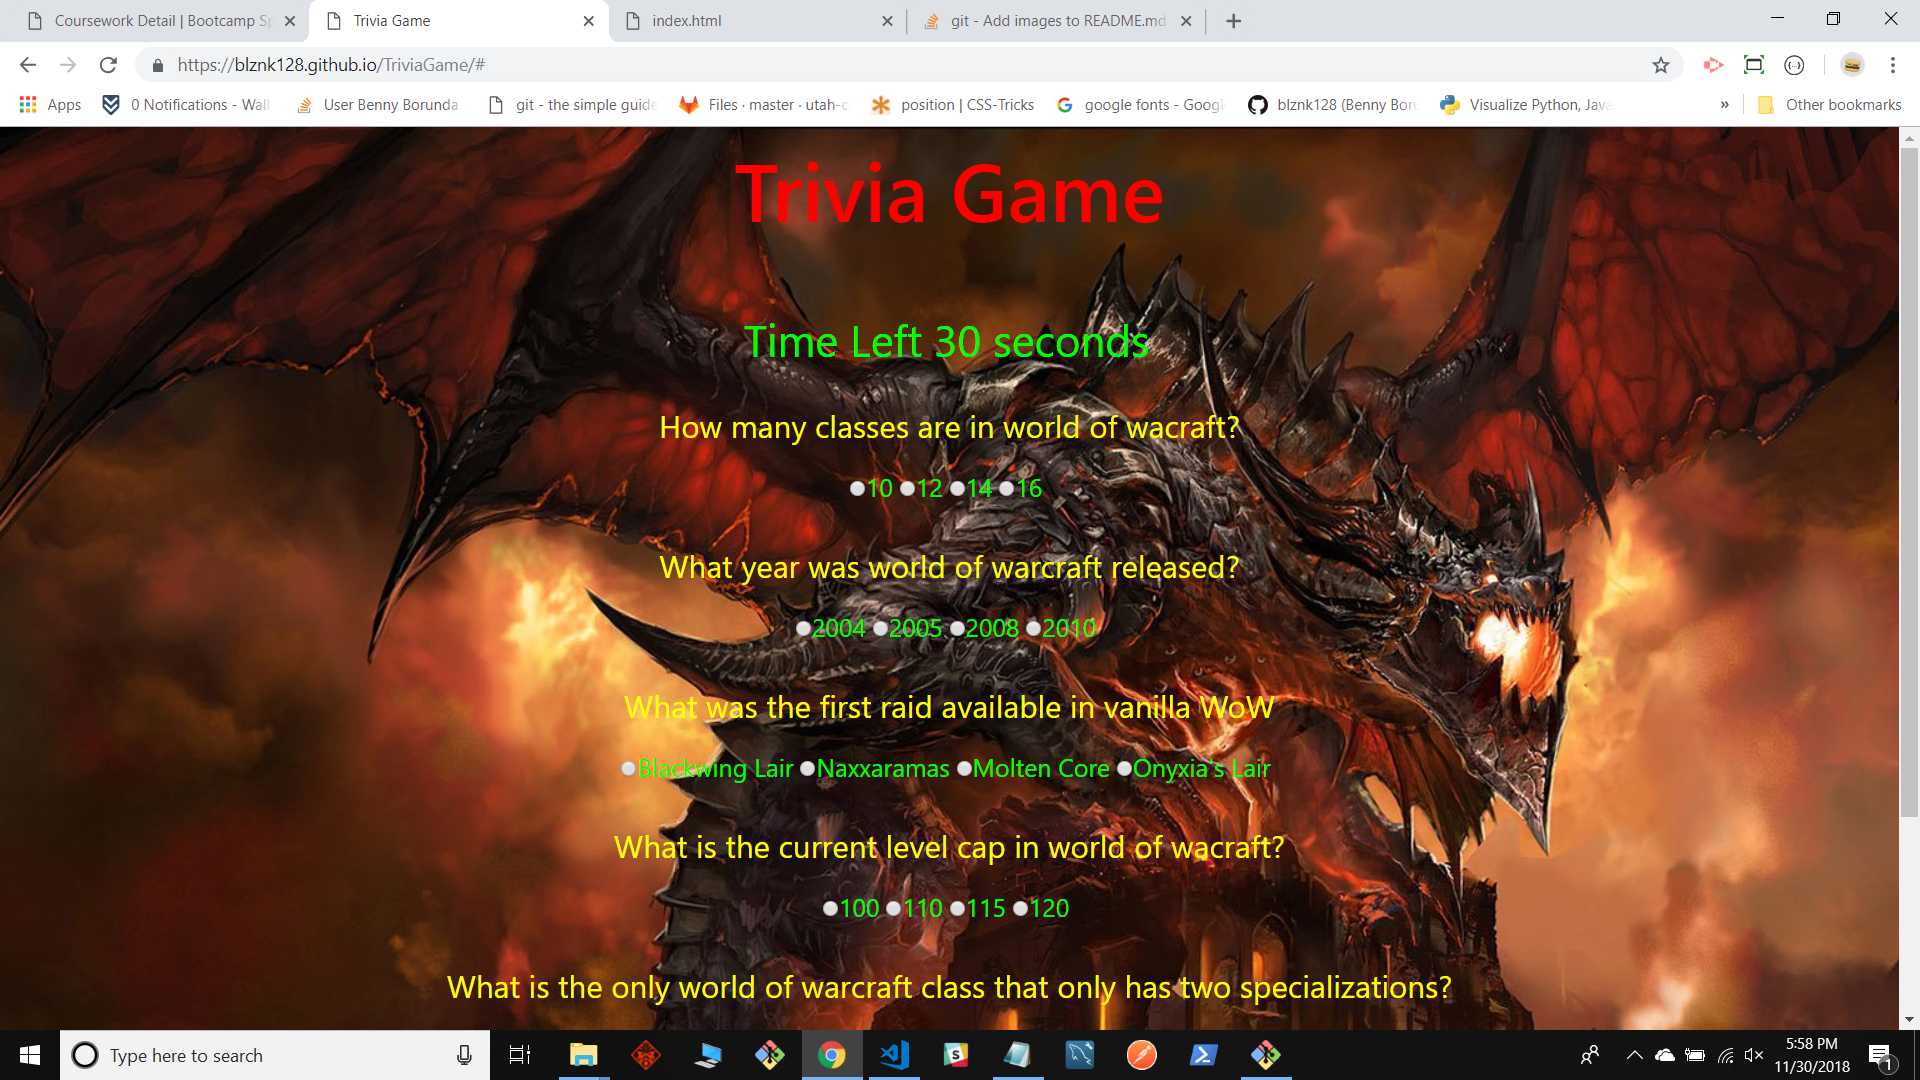 Coursework Detail | Bootcamp Sp
Trivia Game
index.html
git - Add images to README.md
https://blznk128.github.io/TriviaGame/#
Apps
0 Notifications - Wall
User Benny Borunda
git - the simple guide
Files · master · utah-c
position | CSS-Tricks
google fonts - Googl
blznk128 (Benny Boru
Visualize Python, Java
»
Other bookmarks
Trivia Game
Time Left 30 seconds
How many classes are in world of wacraft?
10 12 14 16
What year was world of warcraft released?
2004 2005 2008 2010
What was the first raid available in vanilla WoW
Blackwing Lair Naxxaramas Molten Core Onyxia's Lair
What is the current level cap in world of wacraft?
100 110 115 120
What is the only world of warcraft class that only has two specializations?
Type here to search
5:58 PM
11/30/2018
1